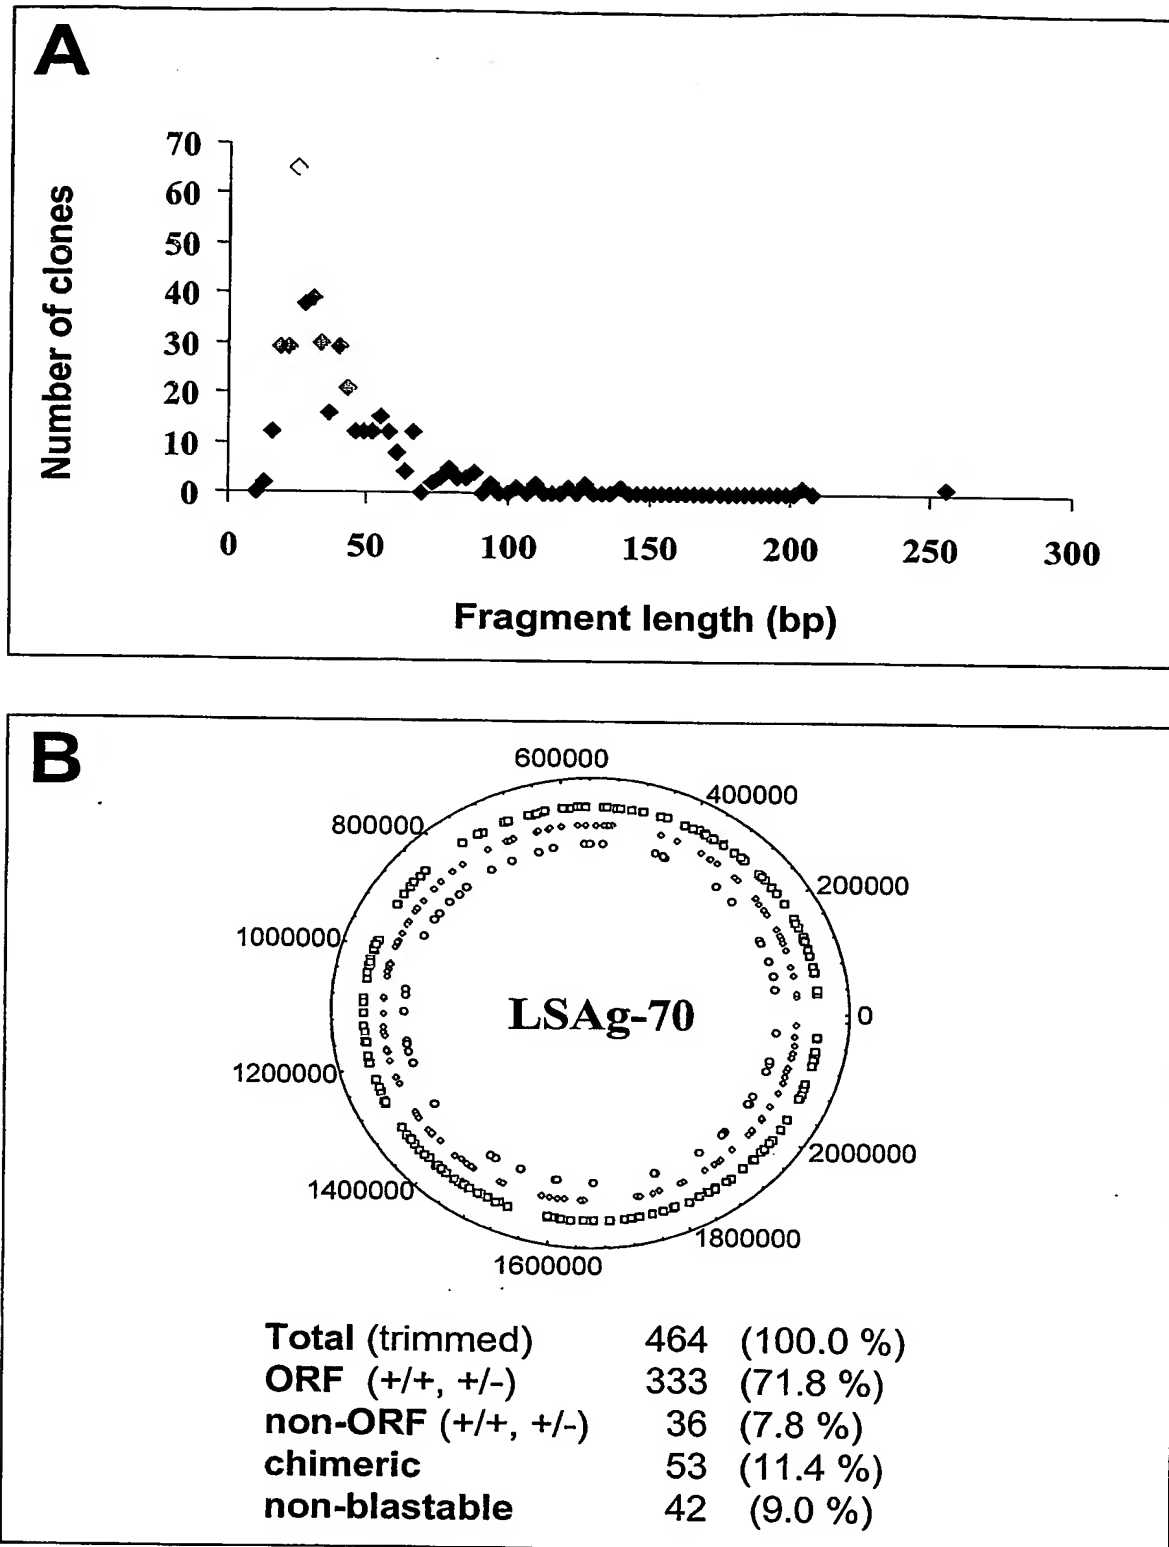 A
70
60
50
40
30
20
10
0
Number of clones
0 50 100 150 200 250 300
Fragment length (bp)
B
600000
400000
800000
200000
1000000
LSAg-70
0
1200000
2000000
1400000
1800000
1600000
Total (trimmed) 464 (100.0 %)
ORF (+/+, +/-) 333 (71.8 %)
non-ORF (+/+, +/-) 36 (7.8 %)
chimeric 53 (11.4 %)
non-blastable 42 (9.0 %)